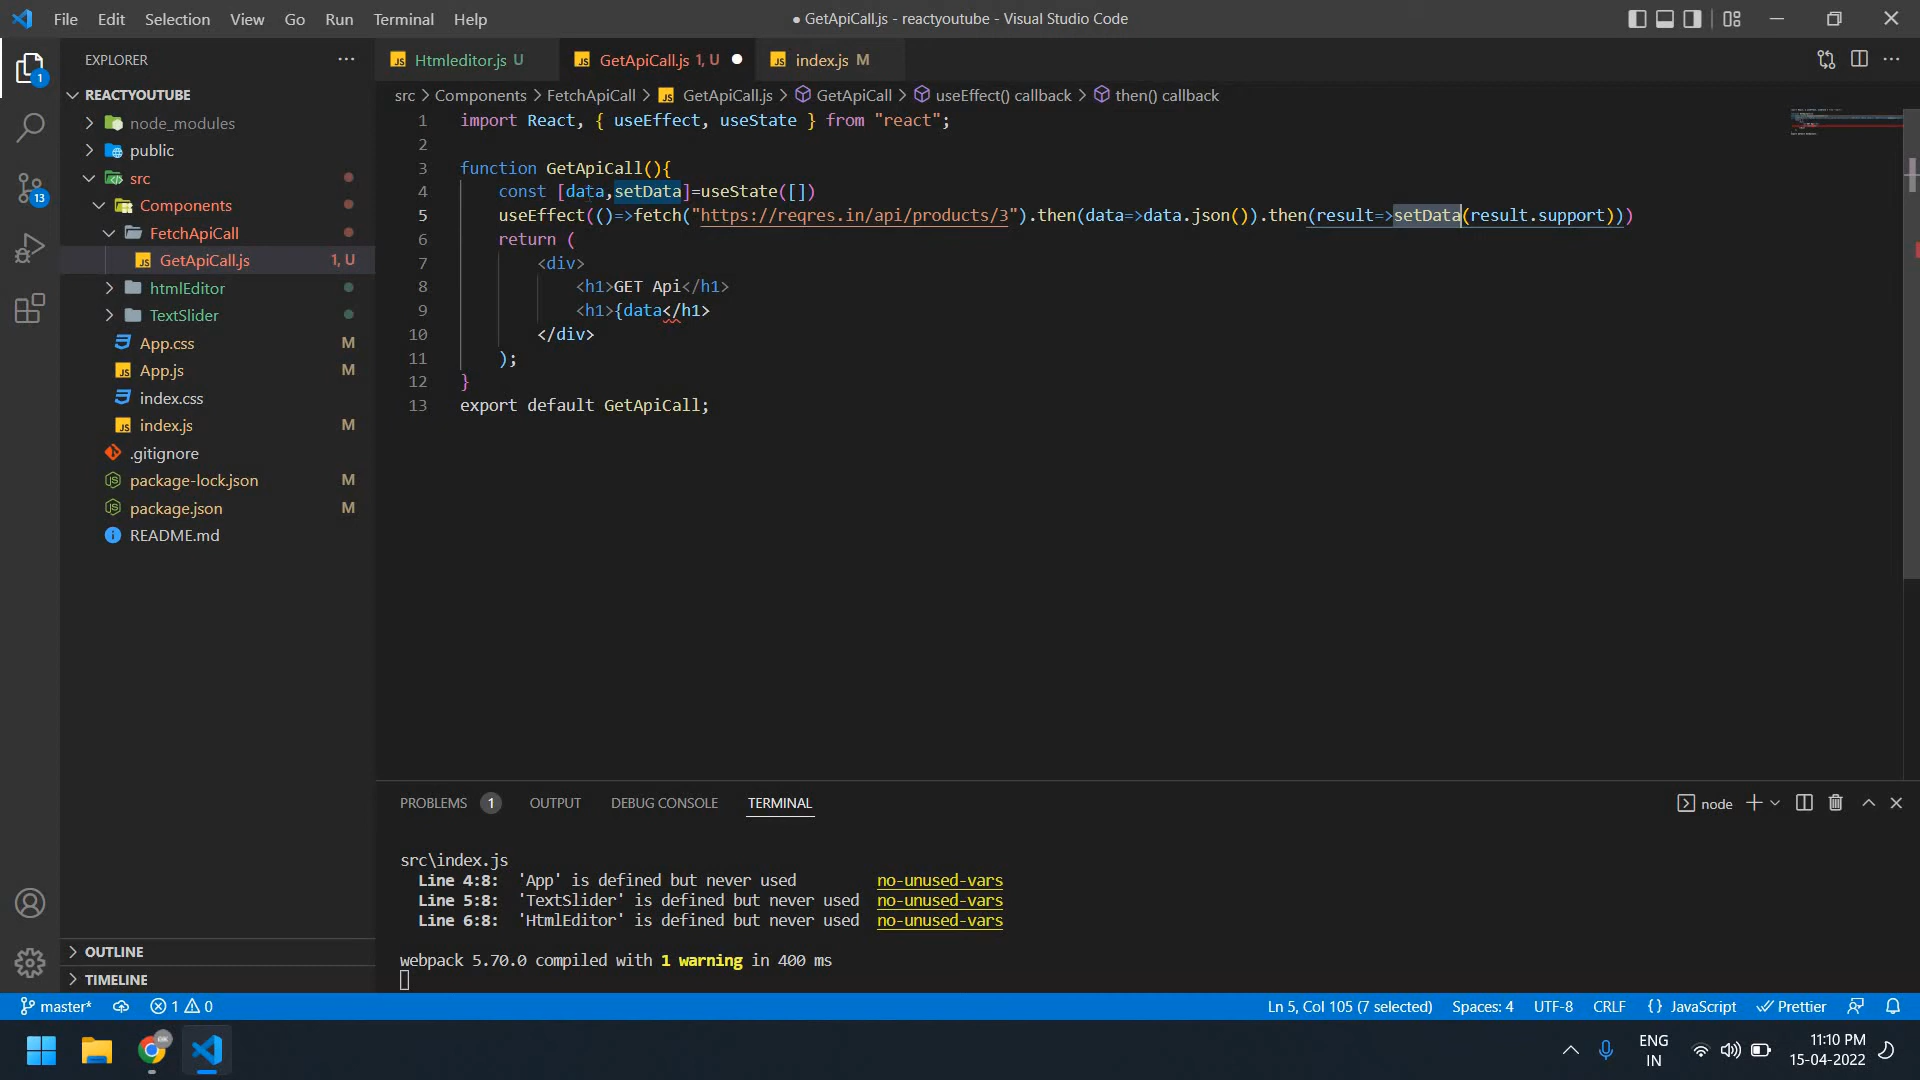 File Edit Selection View Go Run Terminal Help
● GetApiCall.js - reactyoutube - Visual Studio Code
EXPLORER
REACTYOUTUBE
node_modules
public
src
Components
FetchApiCall
GetApiCall.js 1, U
htmlEditor
TextSlider
App.css M
App.js M
index.css
index.js M
.gitignore
package-lock.json M
package.json M
README.md
OUTLINE
TIMELINE
1
13
Htmleditor.js U
GetApiCall.js 1, U
index.js M
src > Components > FetchApiCall > GetApiCall.js > GetApiCall > useEffect() callback > then() callback
1 import React, { useEffect, useState } from "react";
2
3 function GetApiCall(){
4 const [data,setData]=useState([])
5 useEffect(()=>fetch("https://reqres.in/api/products/3").then(data=>data.json()).then(result=>setData(result.support)))
6 return (
7 <div>
8 <h1>GET Api</h1>
9 <h1>{data</h1>
10 </div>
11 );
12 }
13 export default GetApiCall;
PROBLEMS 1 OUTPUT DEBUG CONSOLE TERMINAL
node
src\index.js
Line 4:8: 'App' is defined but never used no-unused-vars
Line 5:8: 'TextSlider' is defined but never used no-unused-vars
Line 6:8: 'HtmlEditor' is defined but never used no-unused-vars
webpack 5.70.0 compiled with 1 warning in 400 ms
master* 1 0
Ln 5, Col 105 (7 selected) Spaces: 4 UTF-8 CRLF {} JavaScript Prettier
ENG
IN
11:10 PM
15-04-2022